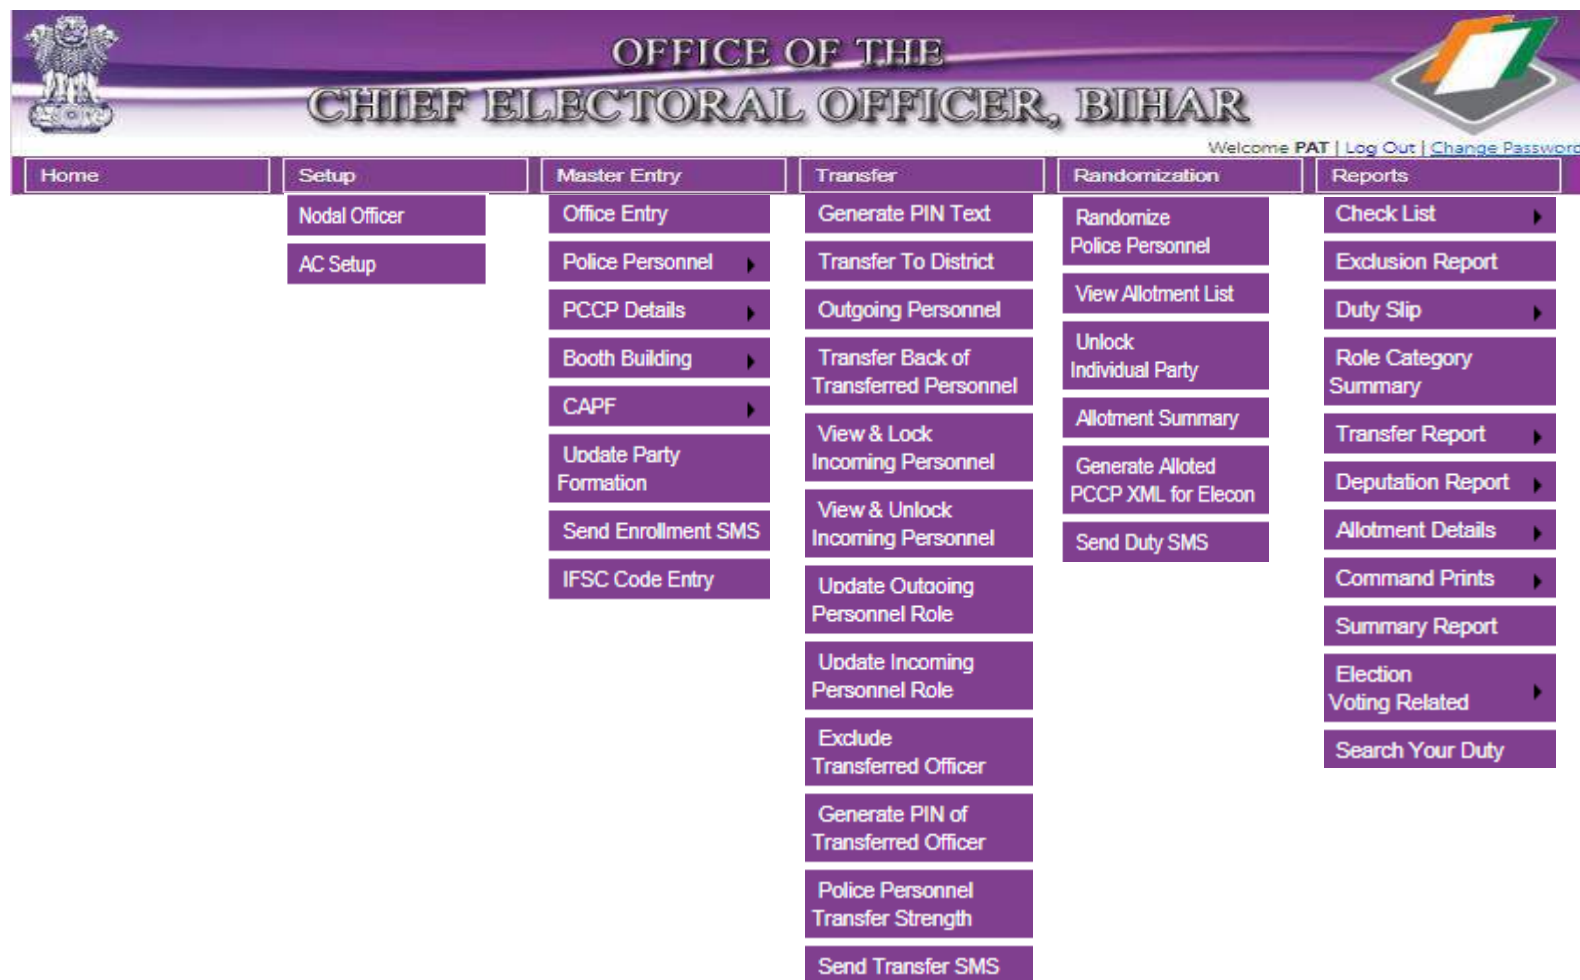 OFFICE OF THE
CHIEF ELECTORAL OFFICER, BIHAR
Welcome PAT | Log Out | Change Password
Home
Setup
Master Entry
Transfer
Randomization
Reports
Nodal Officer
AC Setup
Office Entry
Police Personnel
PCCP Details
Booth Building
CAPF
Update Party
Formation
Send Enrollment SMS
IFSC Code Entry
Generate PIN Text
Transfer To District
Outgoing Personnel
Transfer Back of
Transferred Personnel
View & Lock
Incoming Personnel
View & Unlock
Incoming Personnel
Update Outgoing
Personnel Role
Update Incoming
Personnel Role
Exclude
Transferred Officer
Generate PIN of
Transferred Officer
Police Personnel
Transfer Strength
Send Transfer SMS
Randomize
Police Personnel
View Allotment List
Unlock
Individual Party
Allotment Summary
Generate Alloted
PCCP XML for Elecon
Send Duty SMS
Check List
Exclusion Report
Duty Slip
Role Category
Summary
Transfer Report
Deputation Report
Allotment Details
Command Prints
Summary Report
Election
Voting Related
Search Your Duty